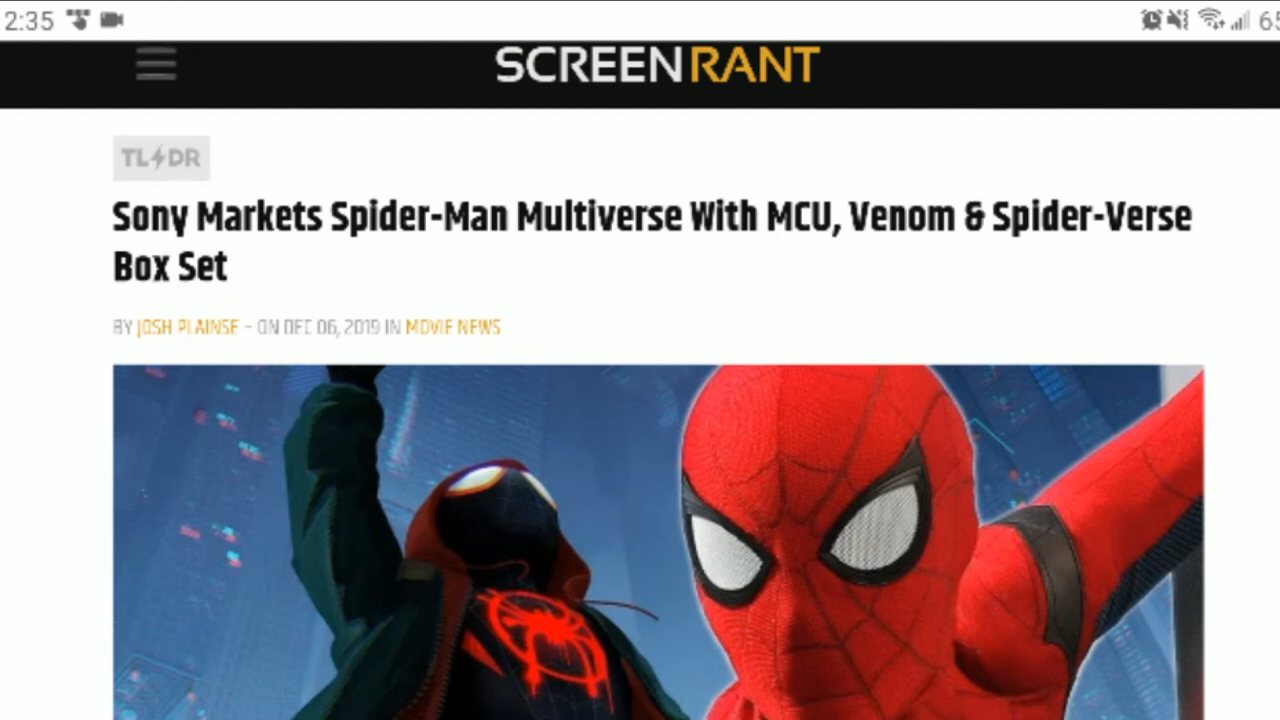 2:35
65
SCREENRANT
TL DR
Sony Markets Spider-Man Multiverse With MCU, Venom & Spider-Verse
Box Set
BY JOSH PLAINSE - ON DEC 06, 2019 IN MOVIE NEWS